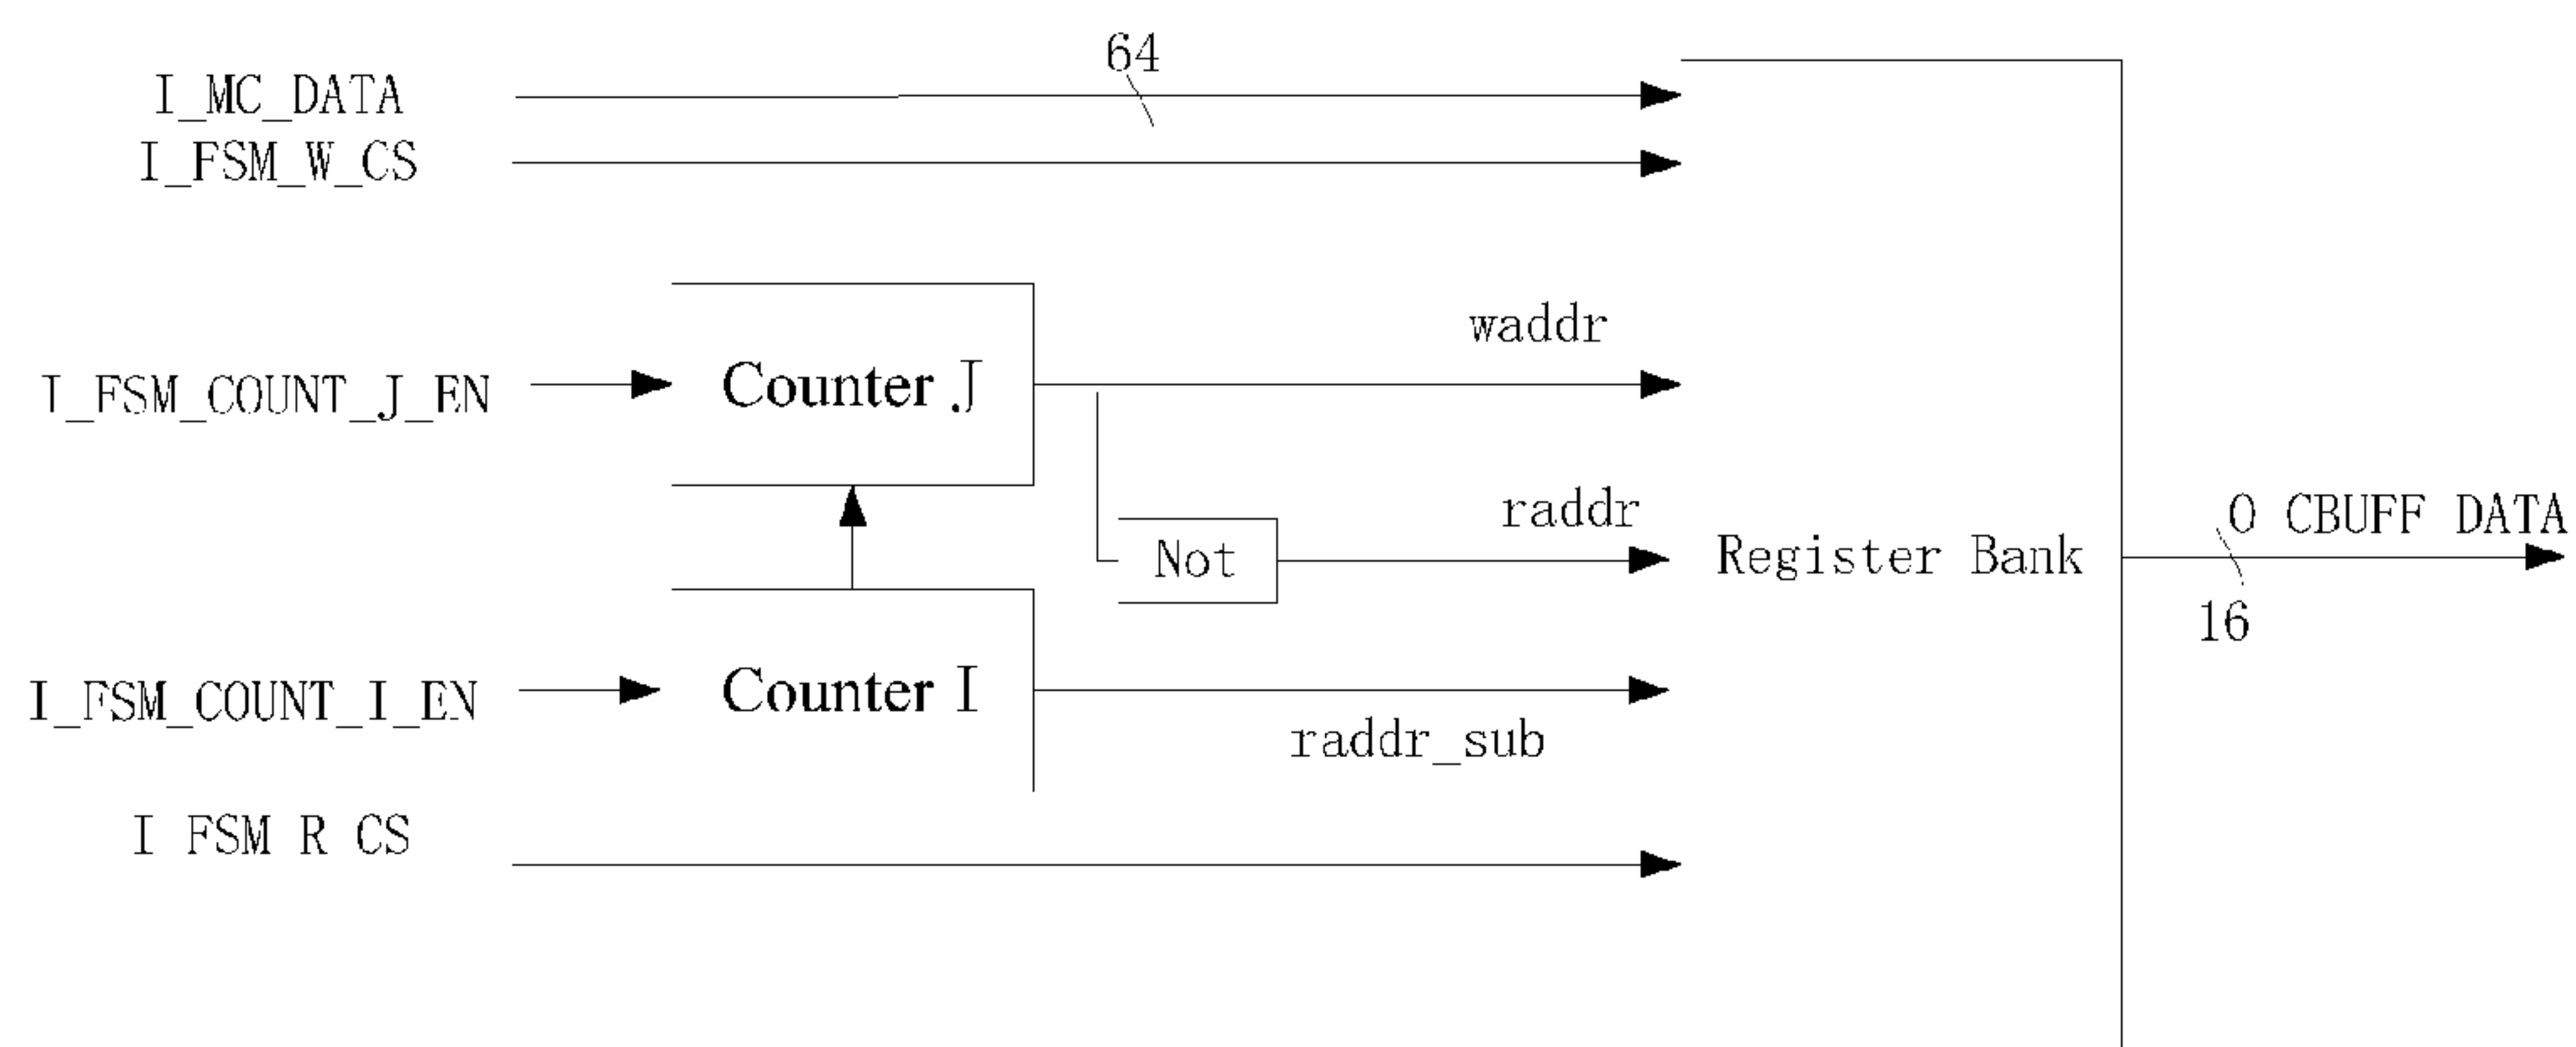 64
I_MC_DATA
I_FSM_W_CS
waddr
I_FSM_COUNT_J_EN
Counter J
raddr
Not
Register Bank
O CBUFF DATA
16
I_FSM_COUNT_I_EN
Counter I
raddr_sub
I FSM R CS